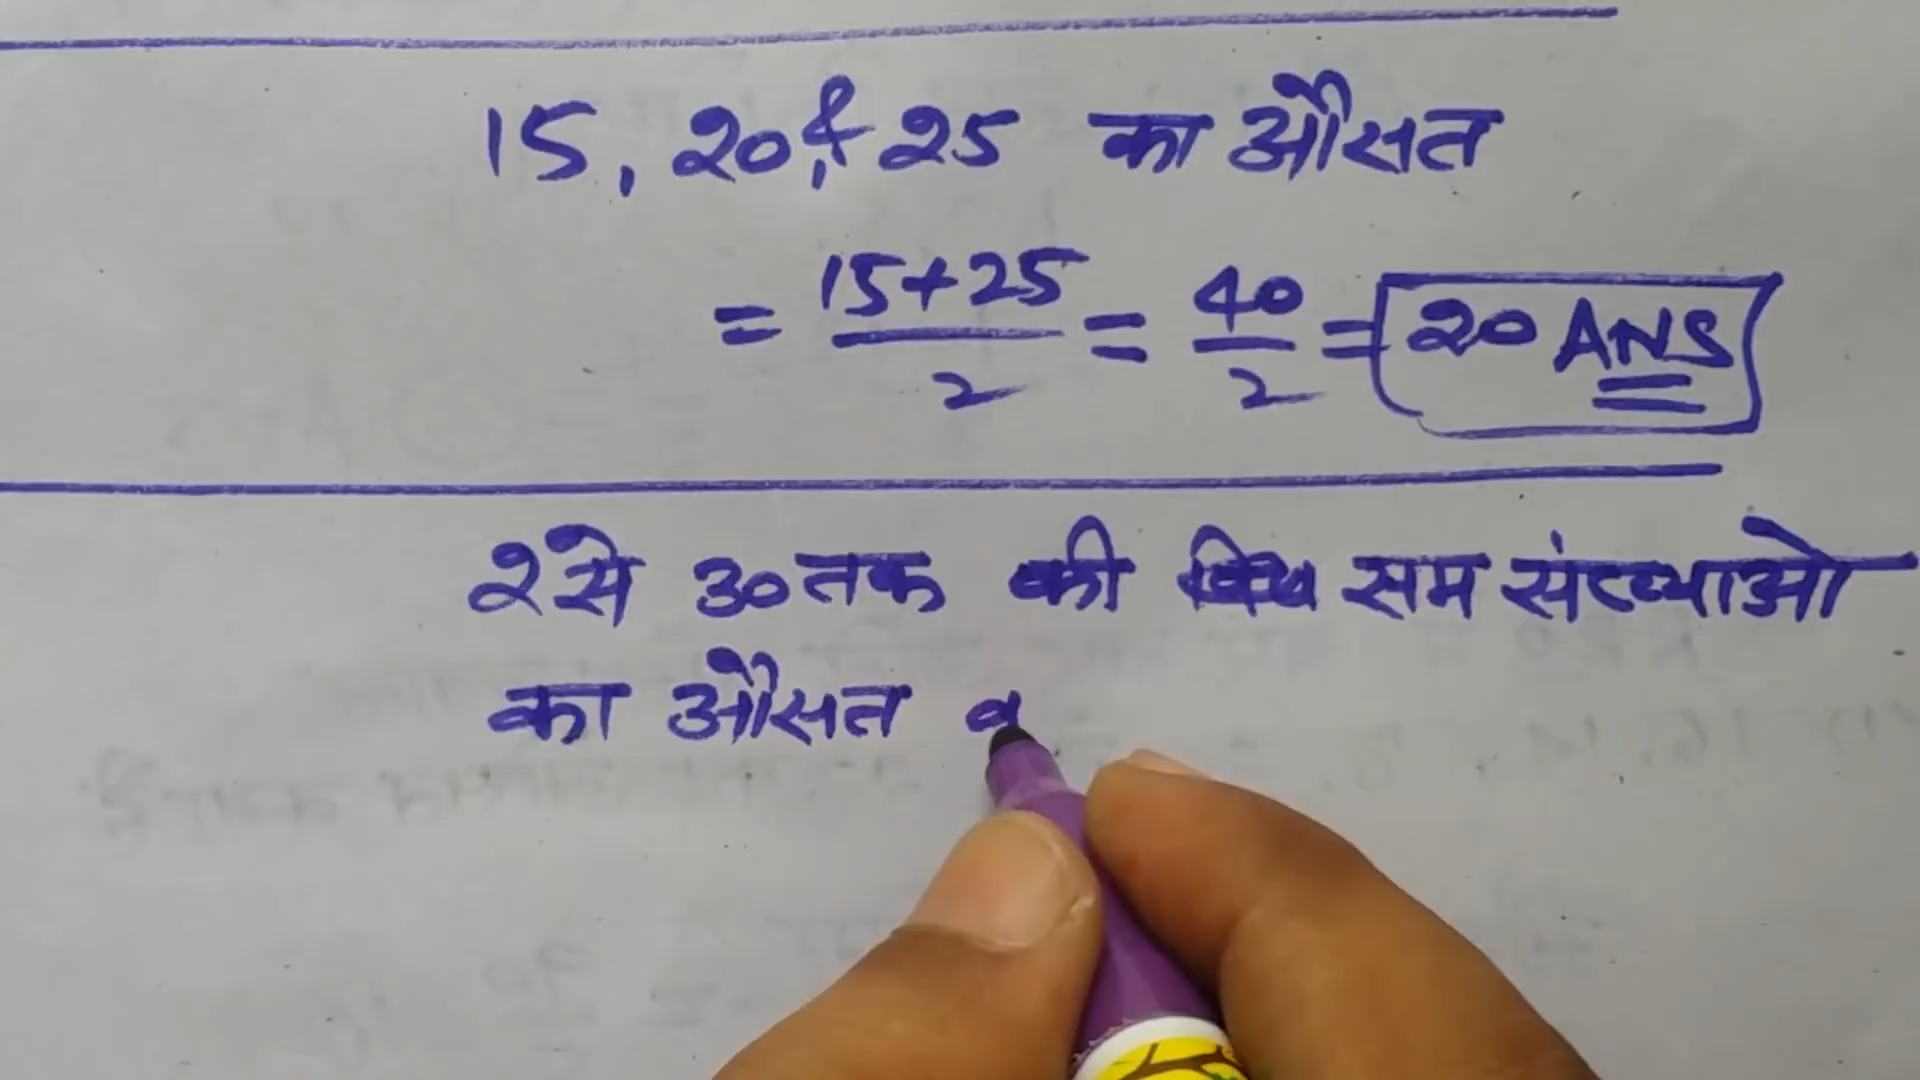 15, 20, & 25 का औसत
= 15+25/2 = 40/2 = 20 ANS
2 से 30 तक की सम संख्याओ
का औसत